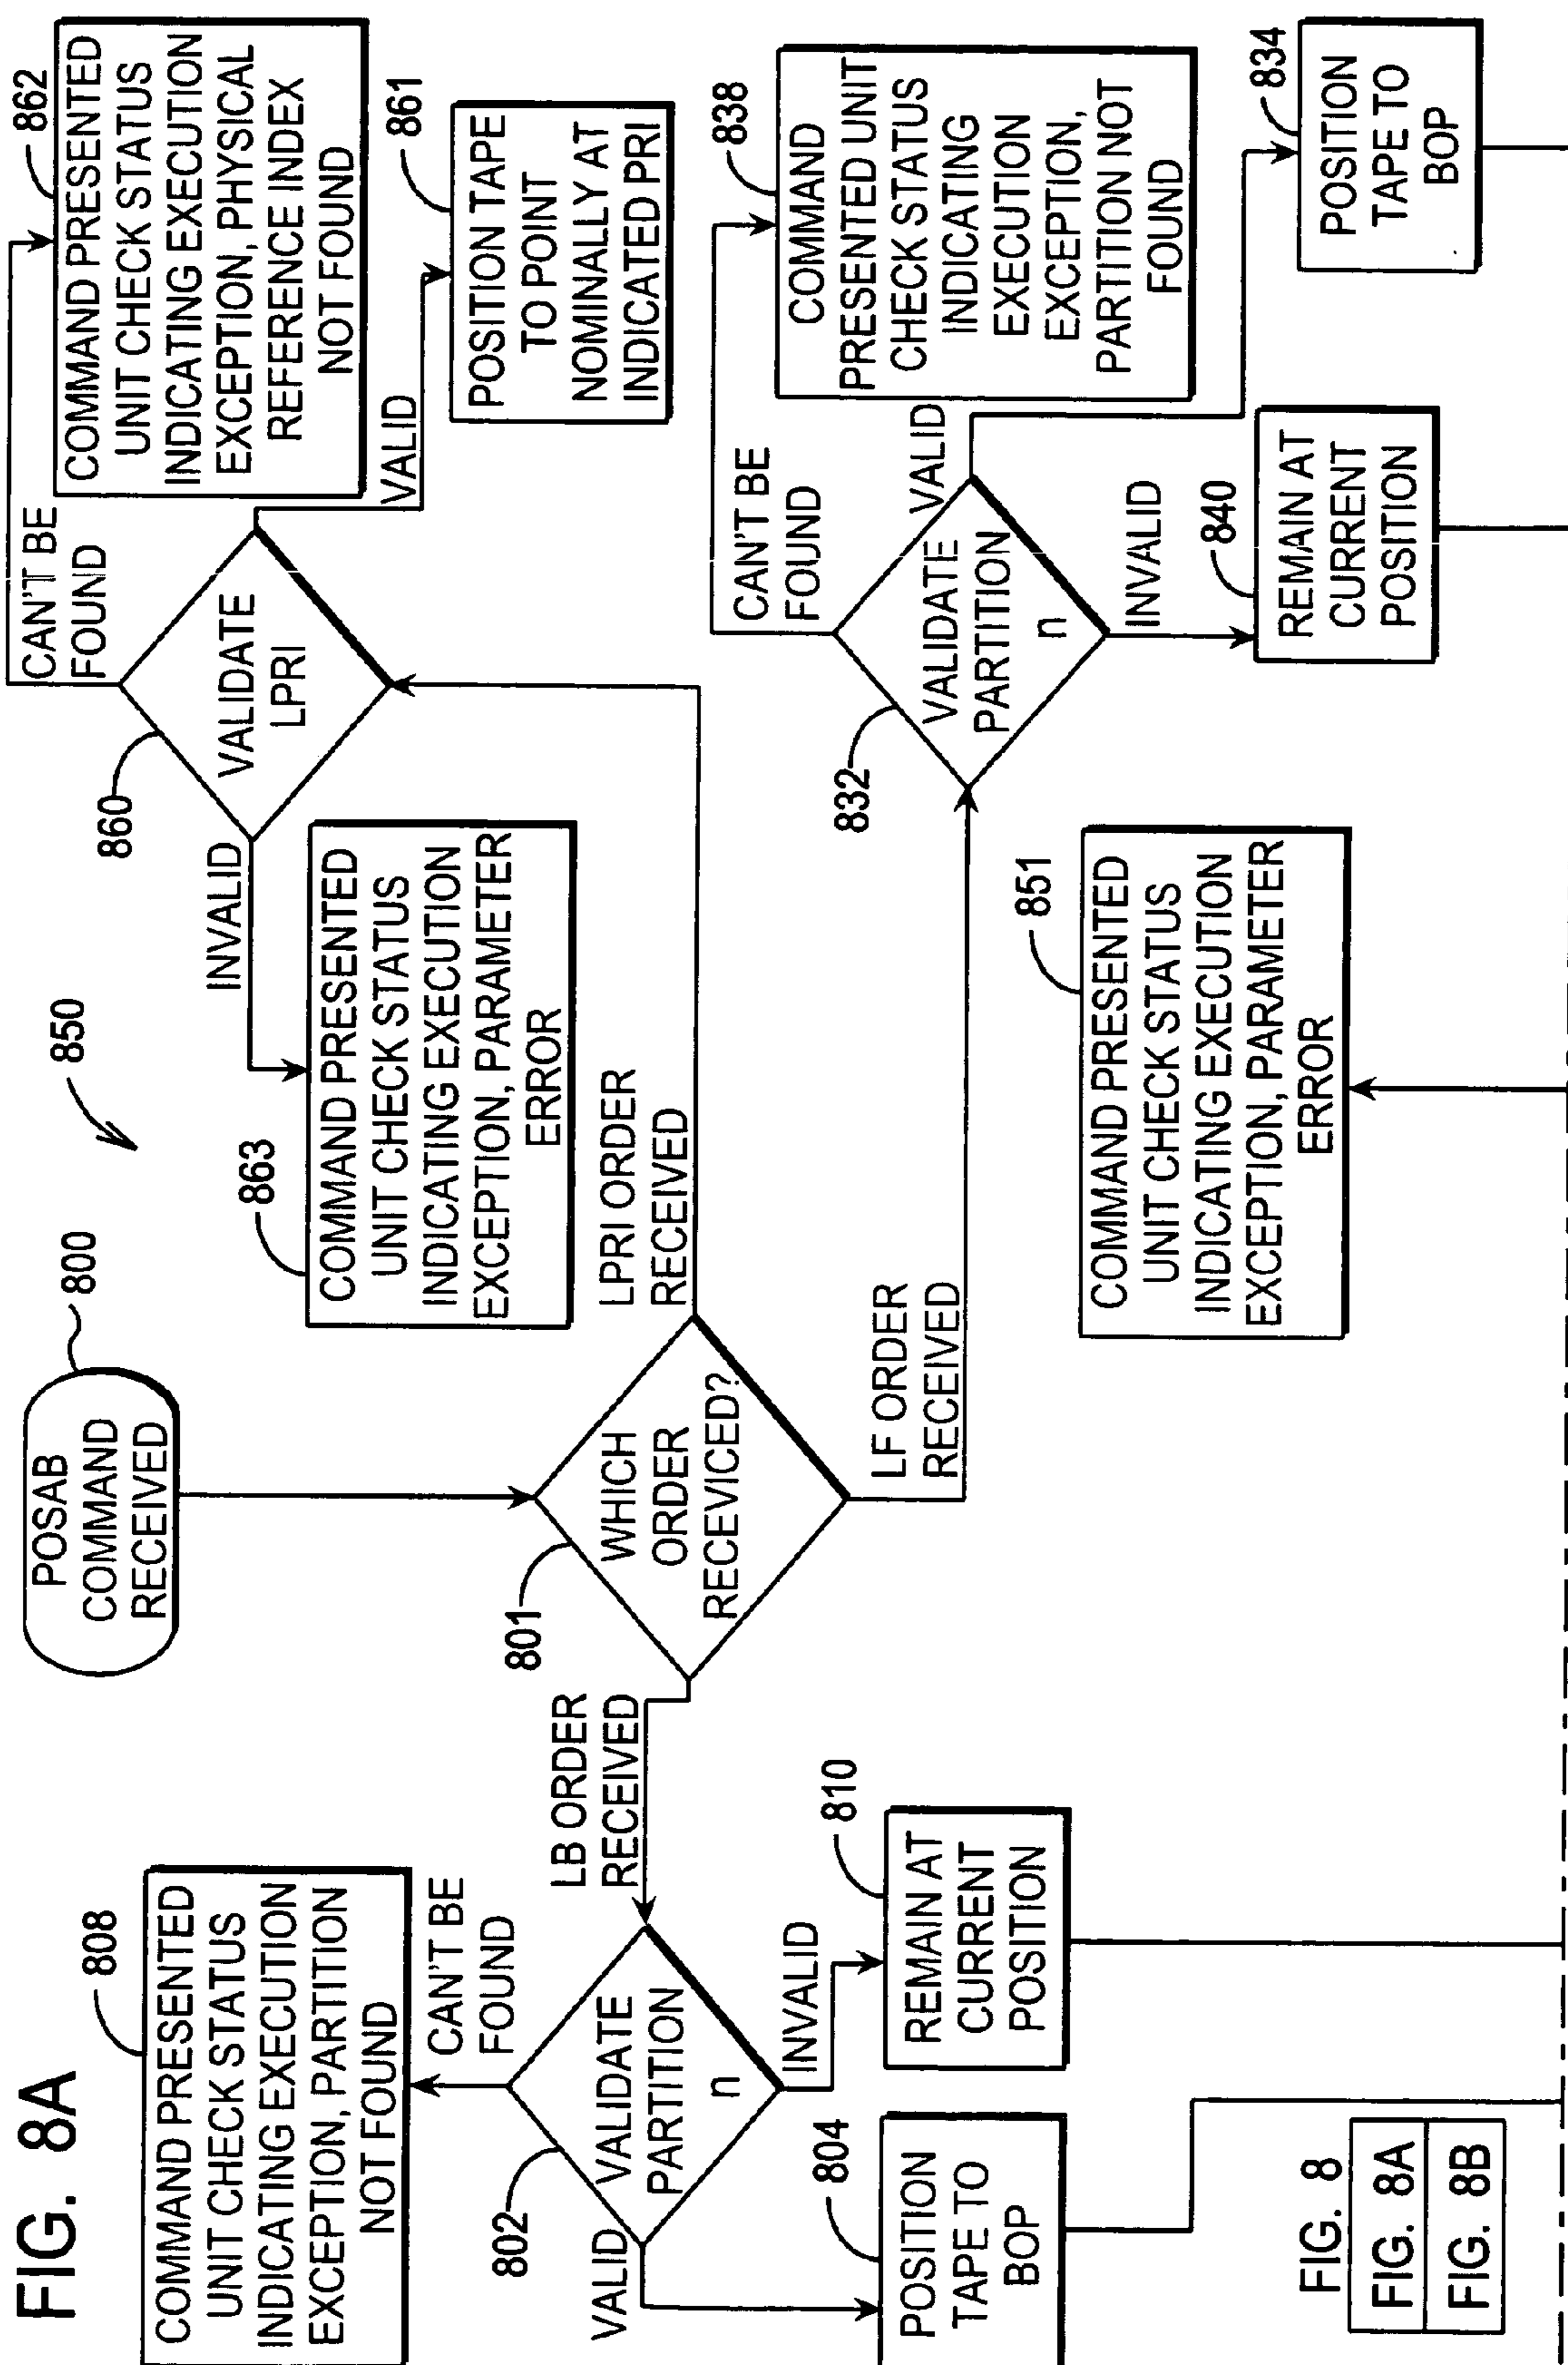 FIG. 8A
POSAB
COMMAND
RECEIVED
800
850
801
WHICH
ORDER
RECEVICED?
LB ORDER
RECEIVED
LPRI ORDER
RECEIVED
LF ORDER
RECEIVED
808
COMMAND PRESENTED
UNIT CHECK STATUS
INDICATING EXECUTION
EXCEPTION, PARTITION
NOT FOUND
CAN'T BE
FOUND
802
VALIDATE
PARTITION
n
VALID
INVALID
804
POSITION
TAPE TO
BOP
810
REMAIN AT
CURRENT
POSITION
860
VALIDATE
LPRI
CAN'T BE
FOUND
862
COMMAND PRESENTED
UNIT CHECK STATUS
INDICATING EXECUTION
EXCEPTION, PHYSICAL
REFERENCE INDEX
NOT FOUND
VALID
861
POSITION TAPE
TO POINT
NOMINALLY AT
INDICATED PRI
INVALID
863
COMMAND PRESENTED
UNIT CHECK STATUS
INDICATING EXECUTION
EXCEPTION, PARAMETER
ERROR
832
VALIDATE
PARTITION
n
CAN'T BE
FOUND
838
COMMAND
PRESENTED UNIT
CHECK STATUS
INDICATING
EXECUTION
EXCEPTION,
PARTITION NOT
FOUND
VALID
834
POSITION
TAPE TO
BOP
INVALID
840
REMAIN AT
CURRENT
POSITION
851
COMMAND PRESENTED
UNIT CHECK STATUS
INDICATING EXECUTION
EXCEPTION, PARAMETER
ERROR
FIG. 8
FIG. 8A
FIG. 8B